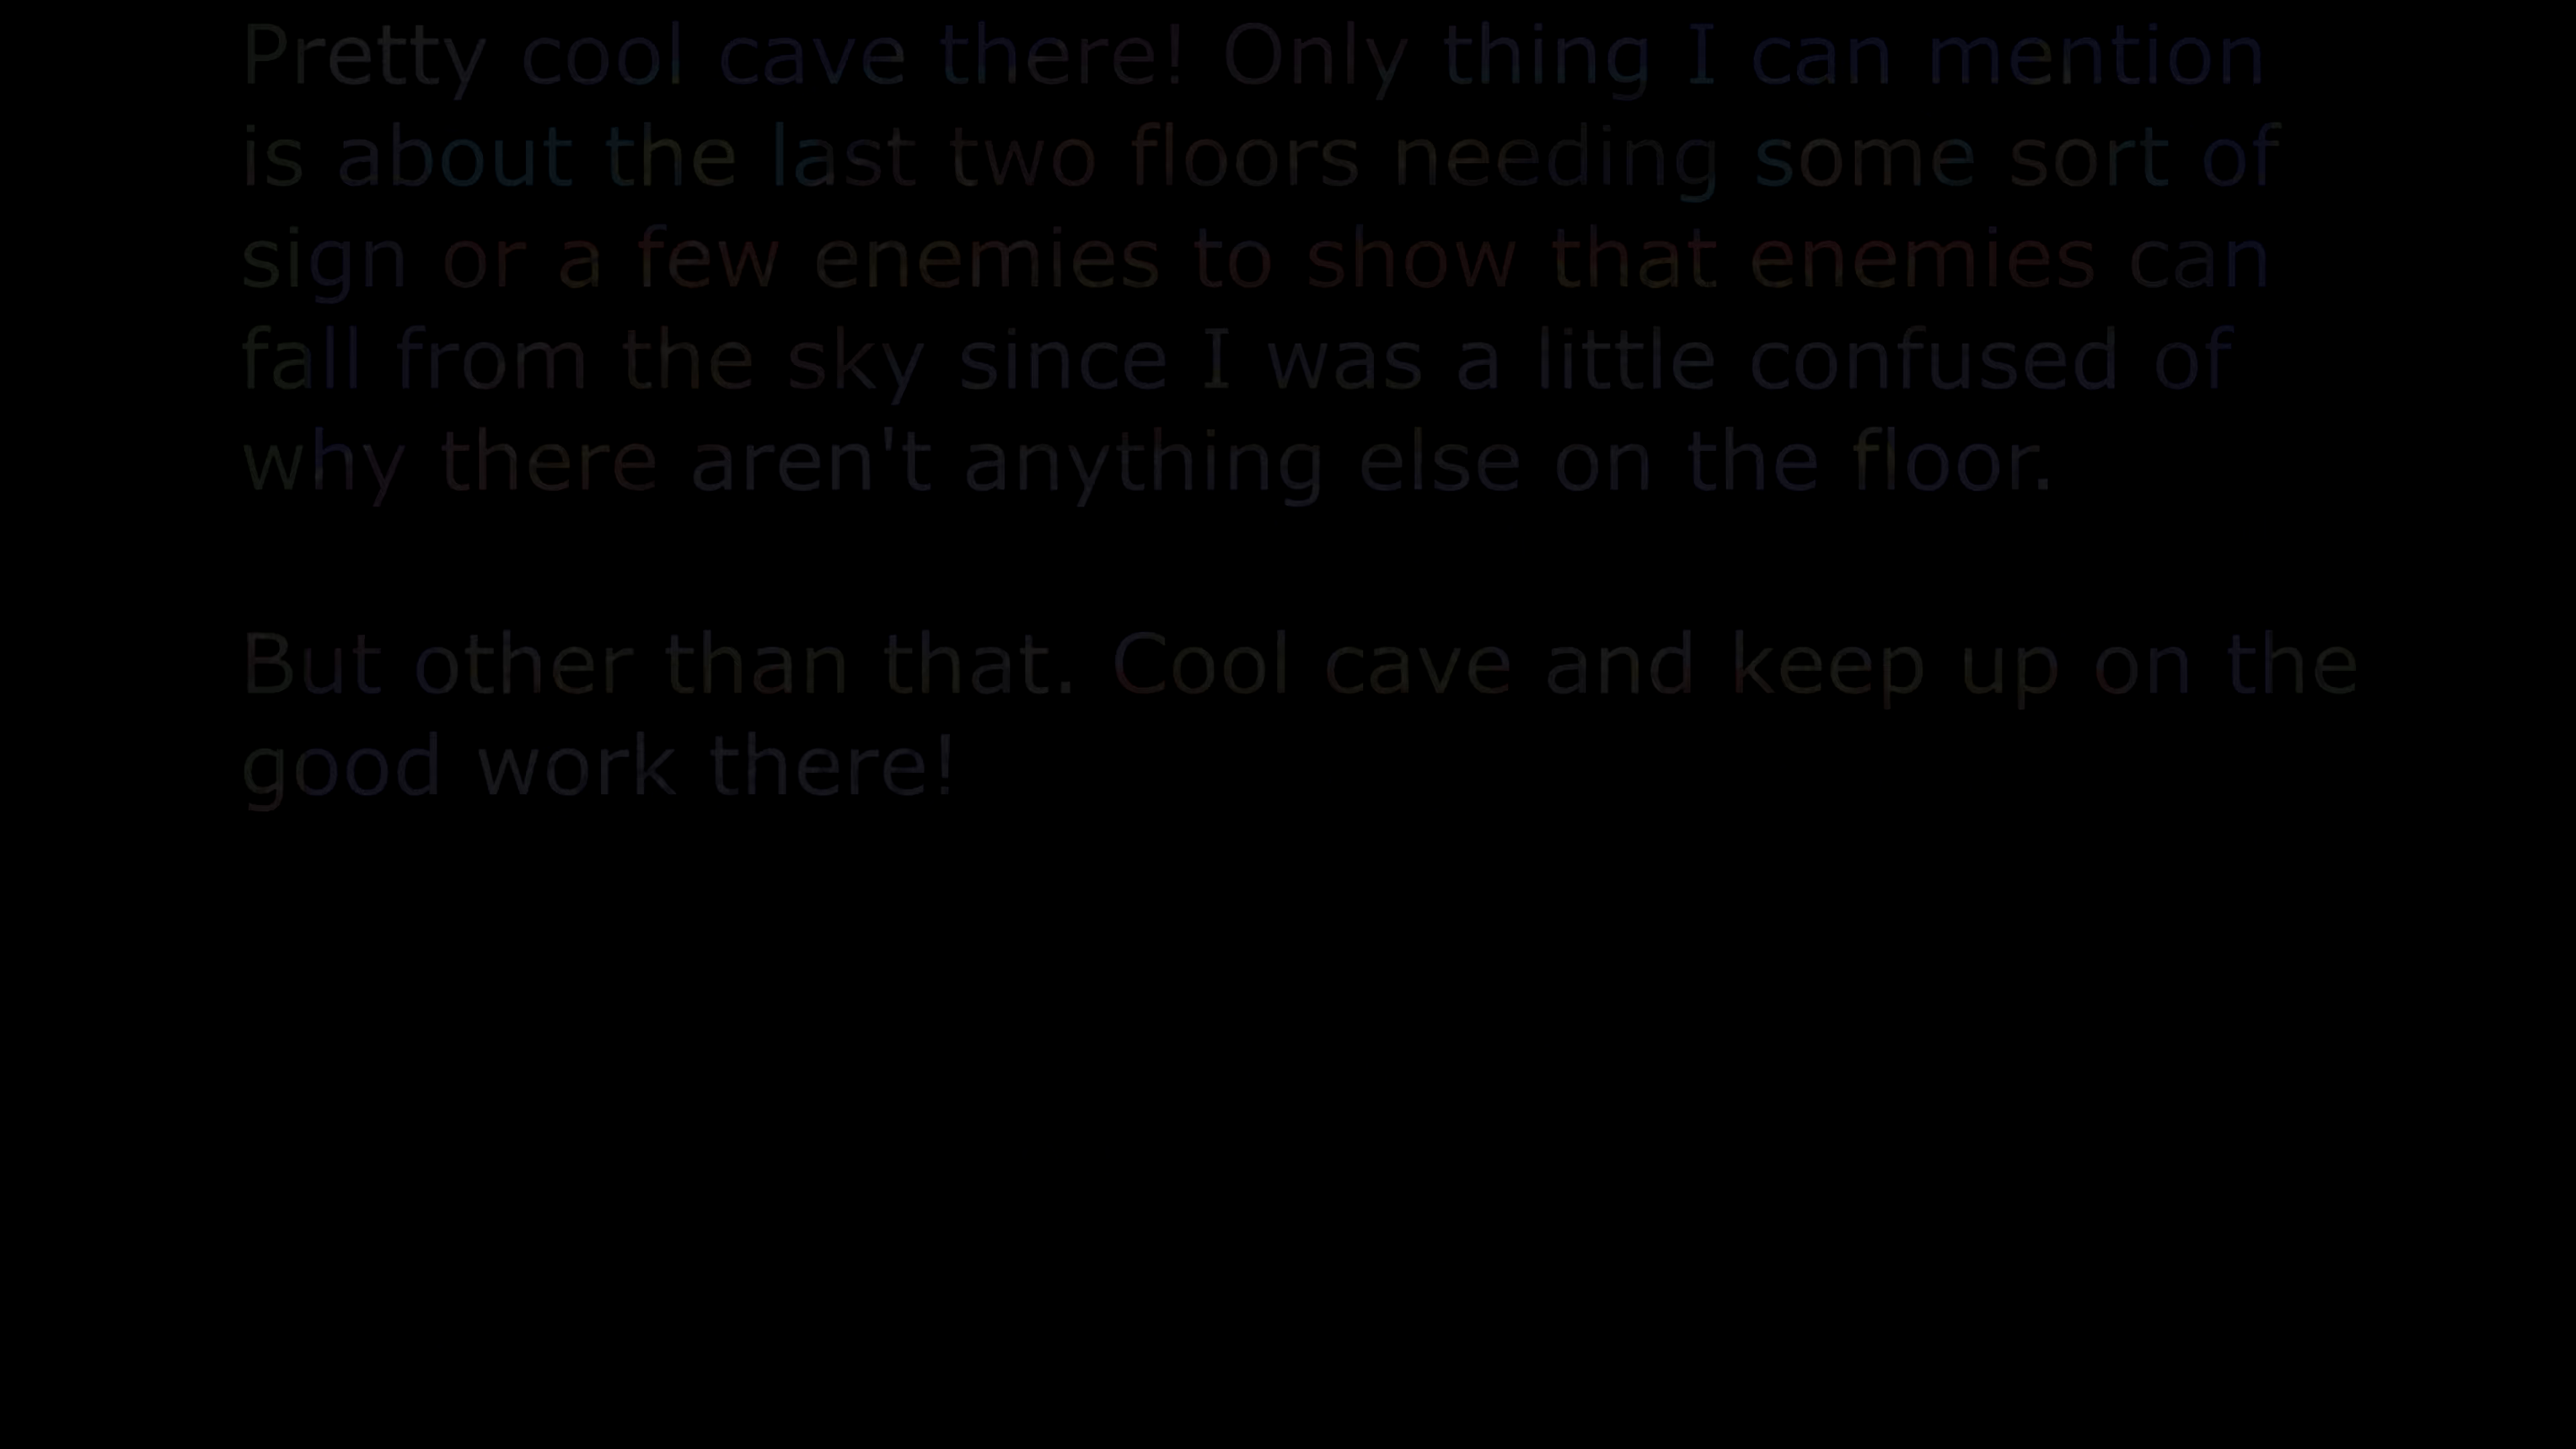 Pretty cool cave there! Only thing I can mention
is about the last two floors needing some sort of
sign or a few enemies to show that enemies can
fall from the sky since I was a little confused of
why there aren't anything else on the floor.
But other than that. Cool cave and keep up on the
good work there!